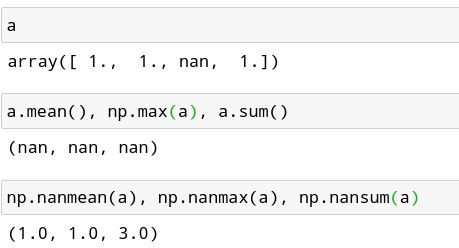 a
array([ 1.,  1., nan,  1.])
a.mean(), np.max(a), a.sum()
(nan, nan, nan)
np.nanmean(a), np.nanmax(a), np.nansum(a)
(1.0, 1.0, 3.0)